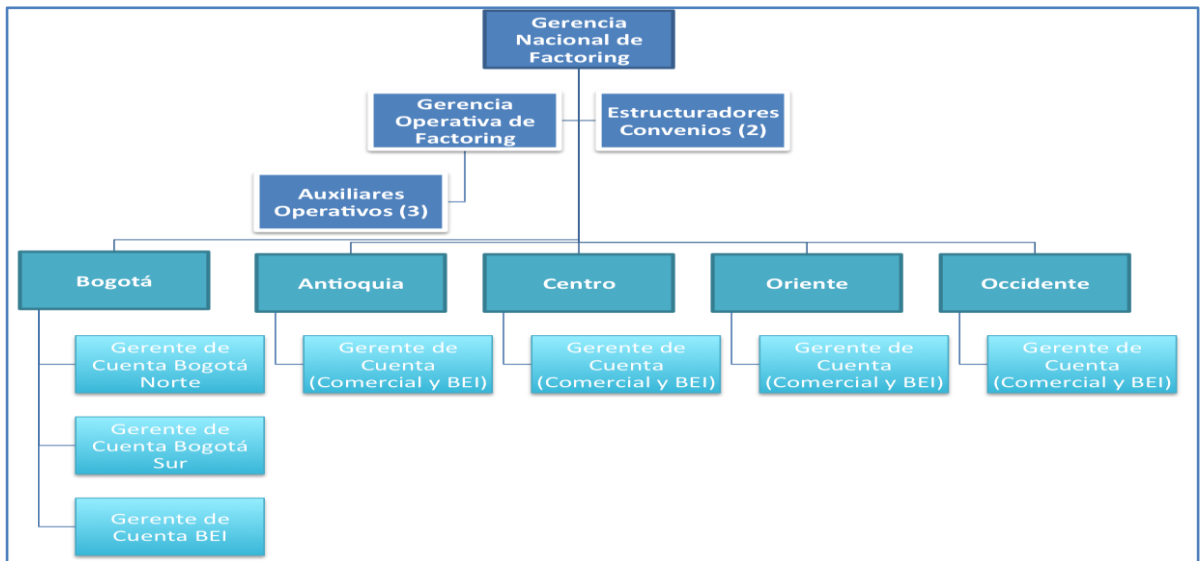 Gerencia
Nacional de
Factoring
Gerencia
Operativa de
Factoring
Estructuradores
Convenios (2)
Auxiliares
Operativos (3)
Bogotá
Antioquia
Centro
Oriente
Occidente
Gerente de
Cuenta Bogotá
Norte
Gerente de
Cuenta
(Comercial y BEI)
Gerente de
Cuenta
(Comercial y BEI)
Gerente de
Cuenta
(Comercial y BEI)
Gerente de
Cuenta
(Comercial y BEI)
Gerente de
Cuenta Bogotá
Sur
Gerente de
Cuenta BEI